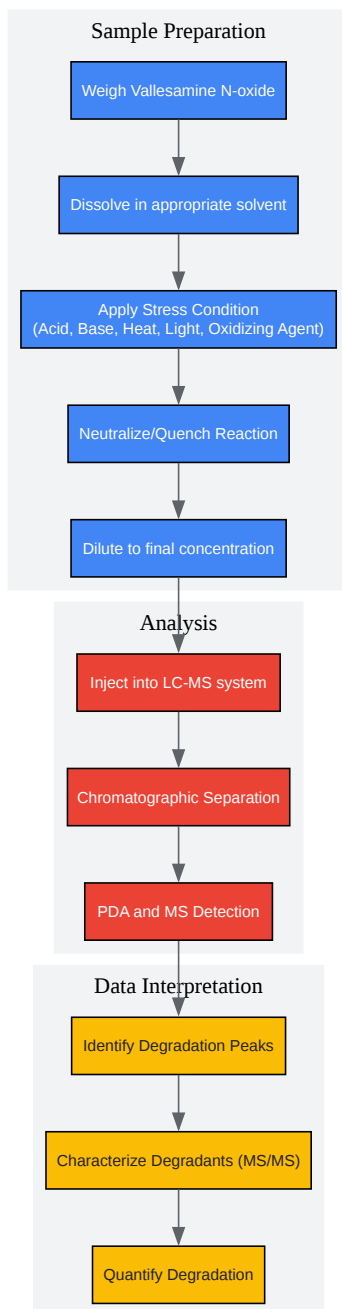 Sample Preparation
Weigh Vallesamine N-oxide
Dissolve in appropriate solvent
Apply Stress Condition
(Acid, Base, Heat, Light, Oxidizing Agent)
Neutralize/Quench Reaction
Dilute to final concentration
Analysis
Inject into LC-MS system
Chromatographic Separation
PDA and MS Detection
Data Interpretation
Identify Degradation Peaks
Characterize Degradants (MS/MS)
Quantify Degradation